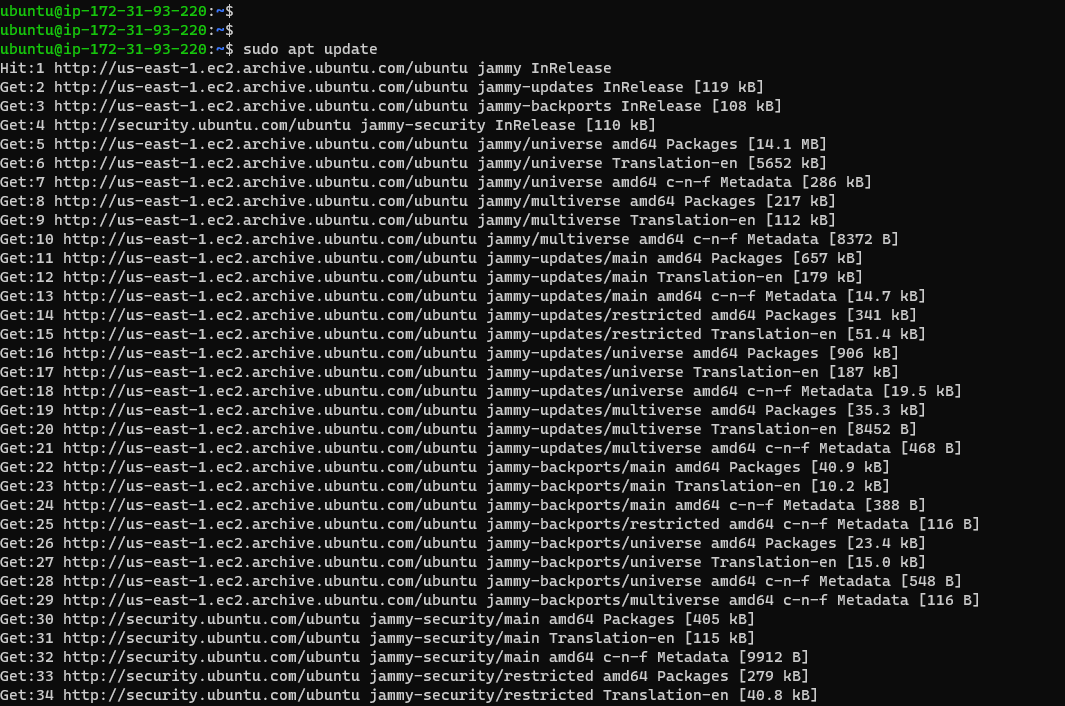 ubuntu@ip-172-31-93-220:~$
ubuntu@ip-172-31-93-220:~$
ubuntu@ip-172-31-93-220:~$ sudo apt update
Hit:1 http://us-east-1.ec2.archive.ubuntu.com/ubuntu jammy InRelease
Get:2 http://us-east-1.ec2.archive.ubuntu.com/ubuntu jammy-updates InRelease [119 kB]
Get:3 http://us-east-1.ec2.archive.ubuntu.com/ubuntu jammy-backports InRelease [108 kB]
Get:4 http://security.ubuntu.com/ubuntu jammy-security InRelease [110 kB]
Get:5 http://us-east-1.ec2.archive.ubuntu.com/ubuntu jammy/universe amd64 Packages [14.1 MB]
Get:6 http://us-east-1.ec2.archive.ubuntu.com/ubuntu jammy/universe Translation-en [5652 kB]
Get:7 http://us-east-1.ec2.archive.ubuntu.com/ubuntu jammy/universe amd64 c-n-f Metadata [286 kB]
Get:8 http://us-east-1.ec2.archive.ubuntu.com/ubuntu jammy/multiverse amd64 Packages [217 kB]
Get:9 http://us-east-1.ec2.archive.ubuntu.com/ubuntu jammy/multiverse Translation-en [112 kB]
Get:10 http://us-east-1.ec2.archive.ubuntu.com/ubuntu jammy/multiverse amd64 c-n-f Metadata [8372 B]
Get:11 http://us-east-1.ec2.archive.ubuntu.com/ubuntu jammy-updates/main amd64 Packages [657 kB]
Get:12 http://us-east-1.ec2.archive.ubuntu.com/ubuntu jammy-updates/main Translation-en [179 kB]
Get:13 http://us-east-1.ec2.archive.ubuntu.com/ubuntu jammy-updates/main amd64 c-n-f Metadata [14.7 kB]
Get:14 http://us-east-1.ec2.archive.ubuntu.com/ubuntu jammy-updates/restricted amd64 Packages [341 kB]
Get:15 http://us-east-1.ec2.archive.ubuntu.com/ubuntu jammy-updates/restricted Translation-en [51.4 kB]
Get:16 http://us-east-1.ec2.archive.ubuntu.com/ubuntu jammy-updates/universe amd64 Packages [906 kB]
Get:17 http://us-east-1.ec2.archive.ubuntu.com/ubuntu jammy-updates/universe Translation-en [187 kB]
Get:18 http://us-east-1.ec2.archive.ubuntu.com/ubuntu jammy-updates/universe amd64 c-n-f Metadata [19.5 kB]
Get:19 http://us-east-1.ec2.archive.ubuntu.com/ubuntu jammy-updates/multiverse amd64 Packages [35.3 kB]
Get:20 http://us-east-1.ec2.archive.ubuntu.com/ubuntu jammy-updates/multiverse Translation-en [8452 B]
Get:21 http://us-east-1.ec2.archive.ubuntu.com/ubuntu jammy-updates/multiverse amd64 c-n-f Metadata [468 B]
Get:22 http://us-east-1.ec2.archive.ubuntu.com/ubuntu jammy-backports/main amd64 Packages [40.9 kB]
Get:23 http://us-east-1.ec2.archive.ubuntu.com/ubuntu jammy-backports/main Translation-en [10.2 kB]
Get:24 http://us-east-1.ec2.archive.ubuntu.com/ubuntu jammy-backports/main amd64 c-n-f Metadata [388 B]
Get:25 http://us-east-1.ec2.archive.ubuntu.com/ubuntu jammy-backports/restricted amd64 c-n-f Metadata [116 B]
Get:26 http://us-east-1.ec2.archive.ubuntu.com/ubuntu jammy-backports/universe amd64 Packages [23.4 kB]
Get:27 http://us-east-1.ec2.archive.ubuntu.com/ubuntu jammy-backports/universe Translation-en [15.0 kB]
Get:28 http://us-east-1.ec2.archive.ubuntu.com/ubuntu jammy-backports/universe amd64 c-n-f Metadata [548 B]
Get:29 http://us-east-1.ec2.archive.ubuntu.com/ubuntu jammy-backports/multiverse amd64 c-n-f Metadata [116 B]
Get:30 http://security.ubuntu.com/ubuntu jammy-security/main amd64 Packages [405 kB]
Get:31 http://security.ubuntu.com/ubuntu jammy-security/main Translation-en [115 kB]
Get:32 http://security.ubuntu.com/ubuntu jammy-security/main amd64 c-n-f Metadata [9912 B]
Get:33 http://security.ubuntu.com/ubuntu jammy-security/restricted amd64 Packages [279 kB]
Get:34 http://security.ubuntu.com/ubuntu jammy-security/restricted Translation-en [40.8 kB]